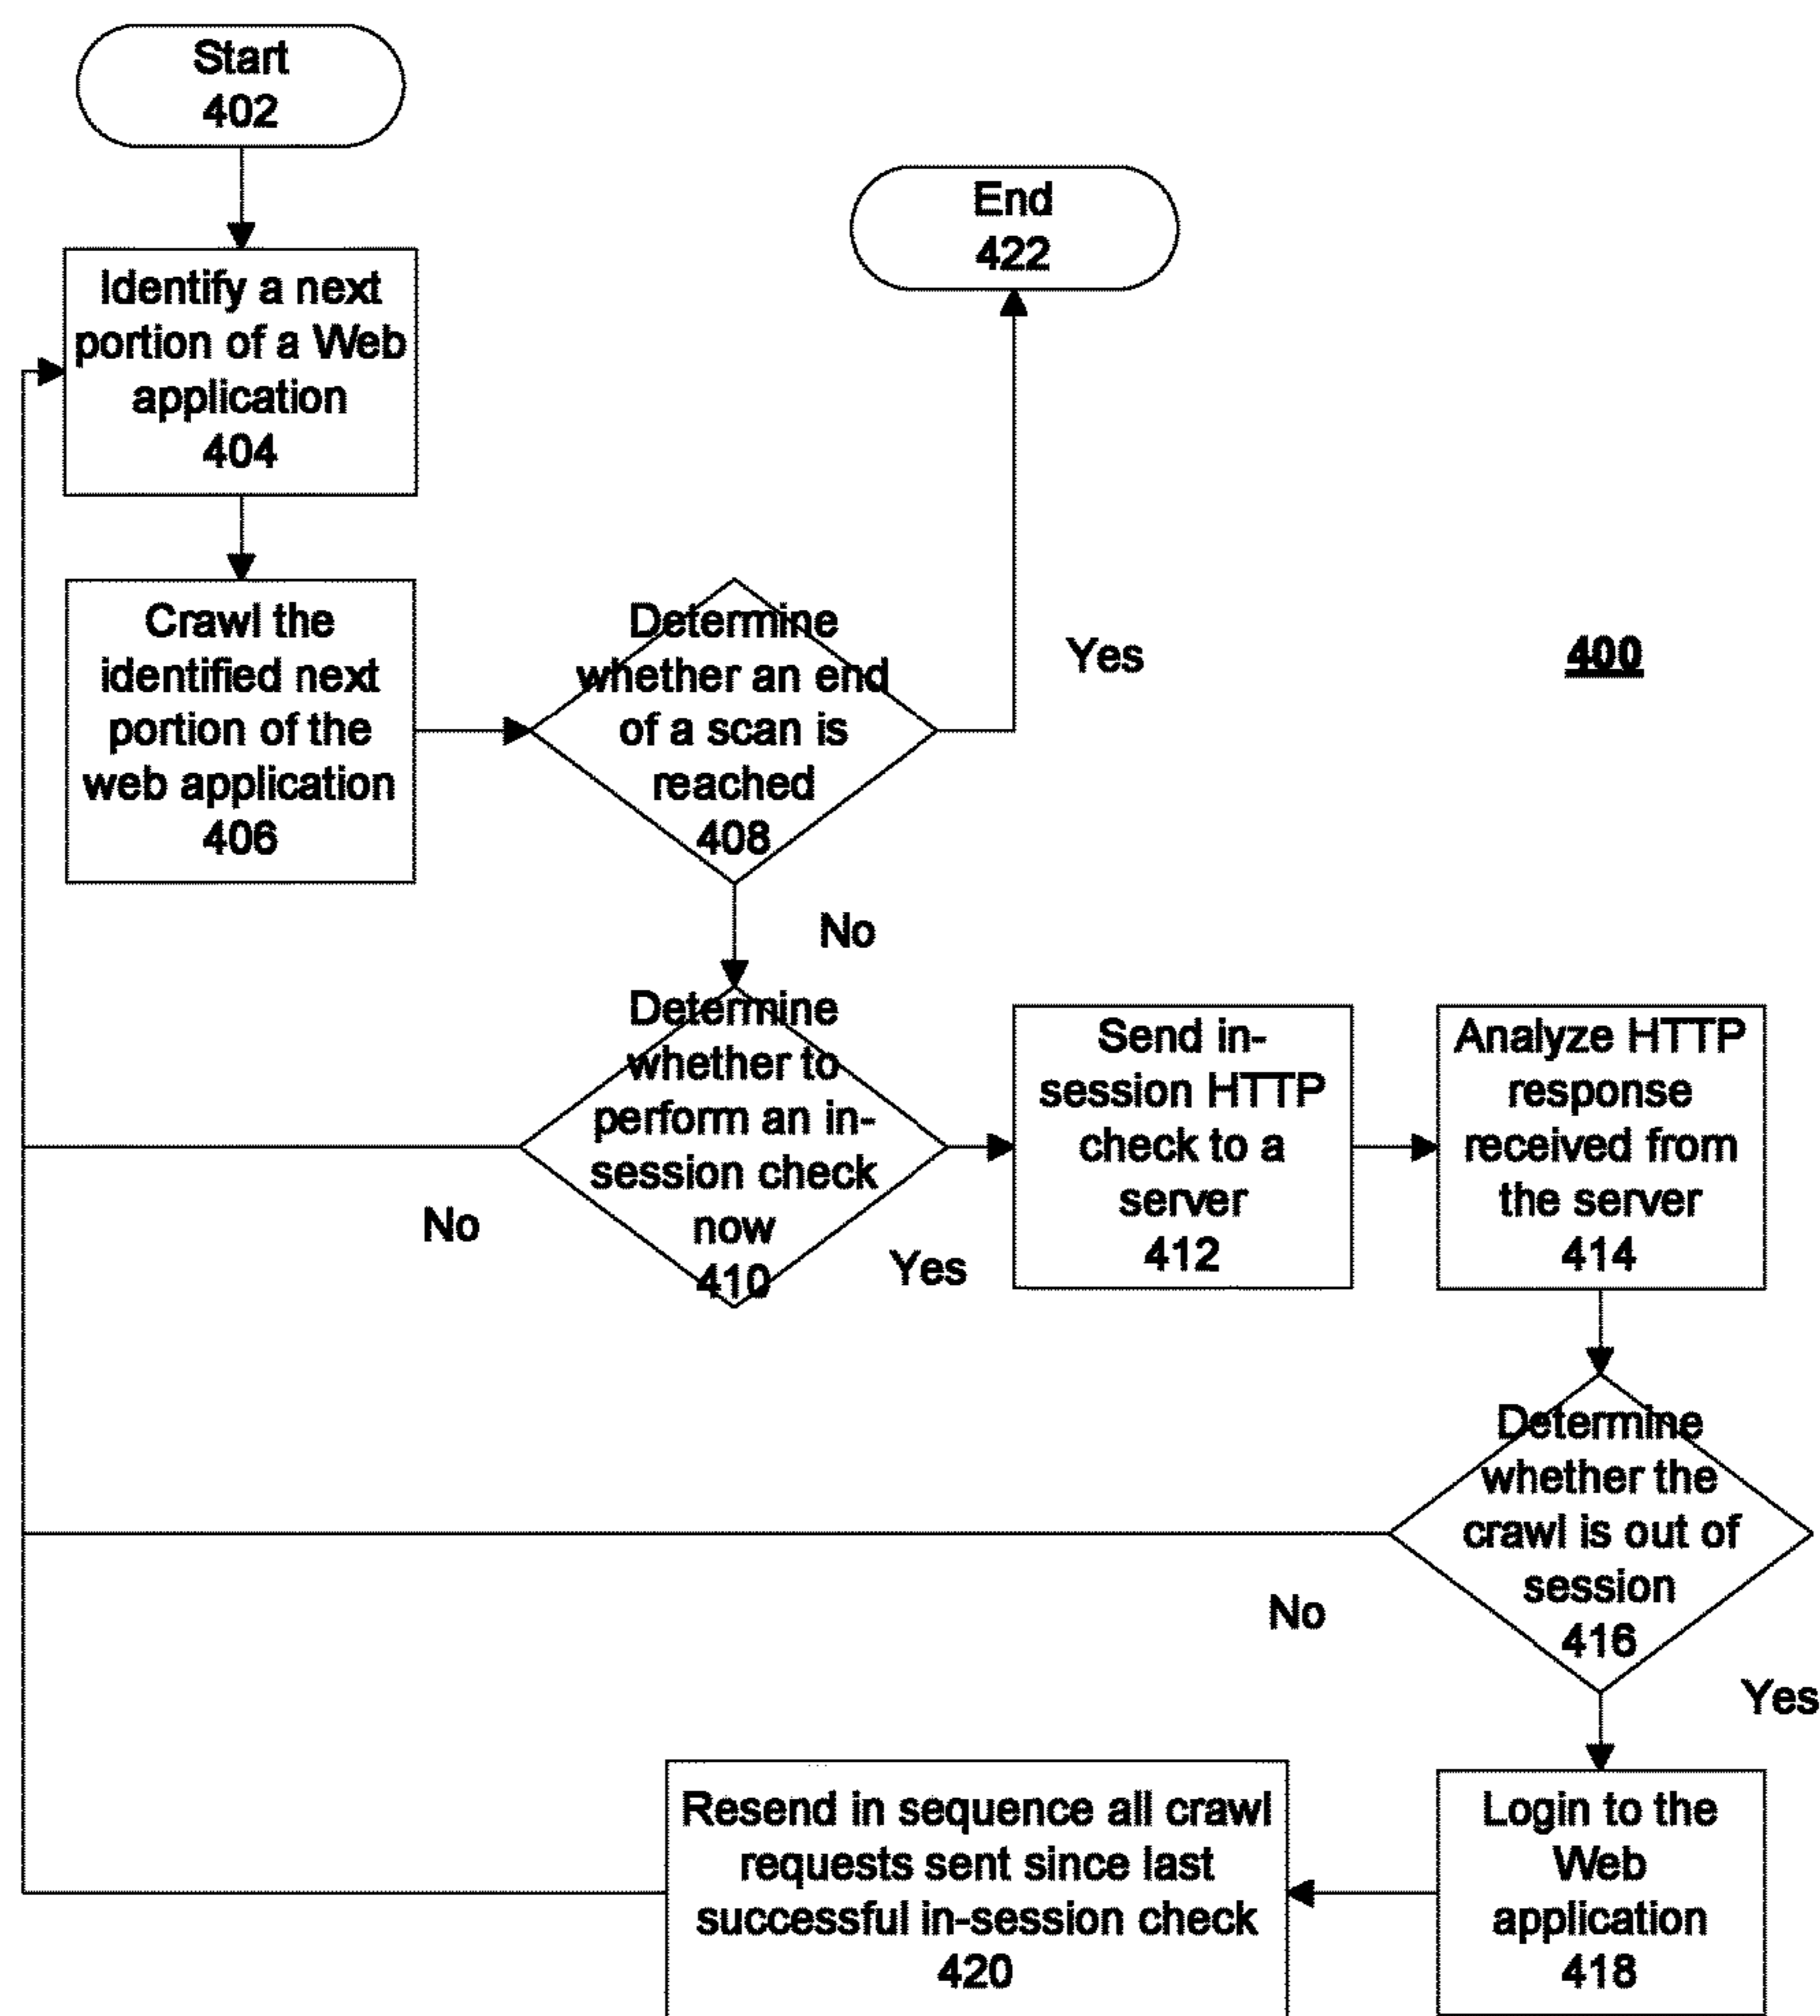 Start
402
Identify a next
portion of a Web
application
404
Crawl the
identified next
portion of the
web application
406
Determine
whether an end
of a scan is
reached
408
Yes
End
422
400
No
Determine
whether to
perform an in-
session check
now
410
No
Yes
Send in-
session HTTP
check to a
server
412
Analyze HTTP
response
received from
the server
414
Determine
whether the
crawl is out of
session
416
No
Yes
Login to the
Web
application
418
Resend in sequence all crawl
requests sent since last
successful in-session check
420